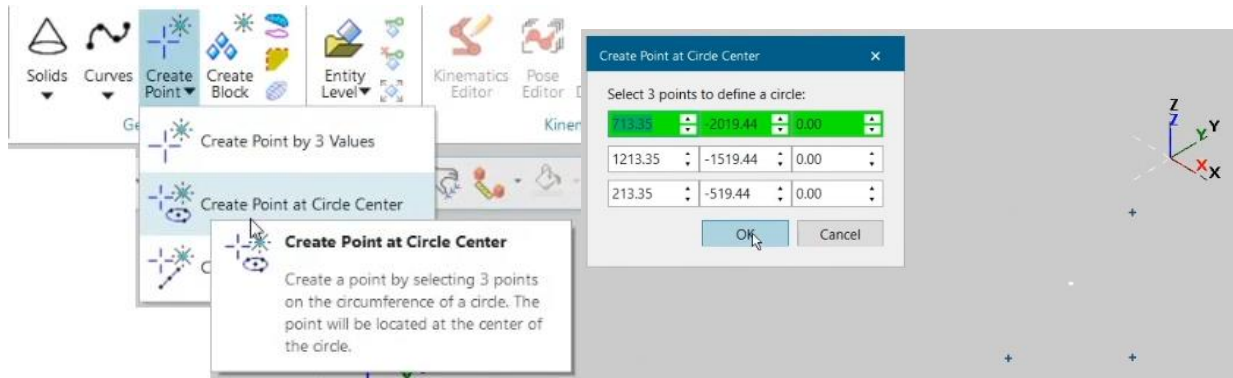 Solids
Curves
Create
Point
Create
Block
Entity
Level
Kinematics
Editor
Pose
Editor
Create Point by 3 Values
Create Point at Circle Center
Create Point at Circle Center
Create a point by selecting 3 points
on the circumference of a circle. The
point will be located at the center of
the circle.
Create Point at Circle Center
Select 3 points to define a circle:
713.35 -2019.44 0.00
1213.35 -1519.44 0.00
213.35 -519.44 0.00
OK Cancel
Z
Z
Y
Y
X
X